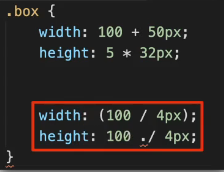 .box {
width: 100 + 50px;
height: 5 * 32px;
width: (100 / 4px);
height: 100 ./ 4px;
}